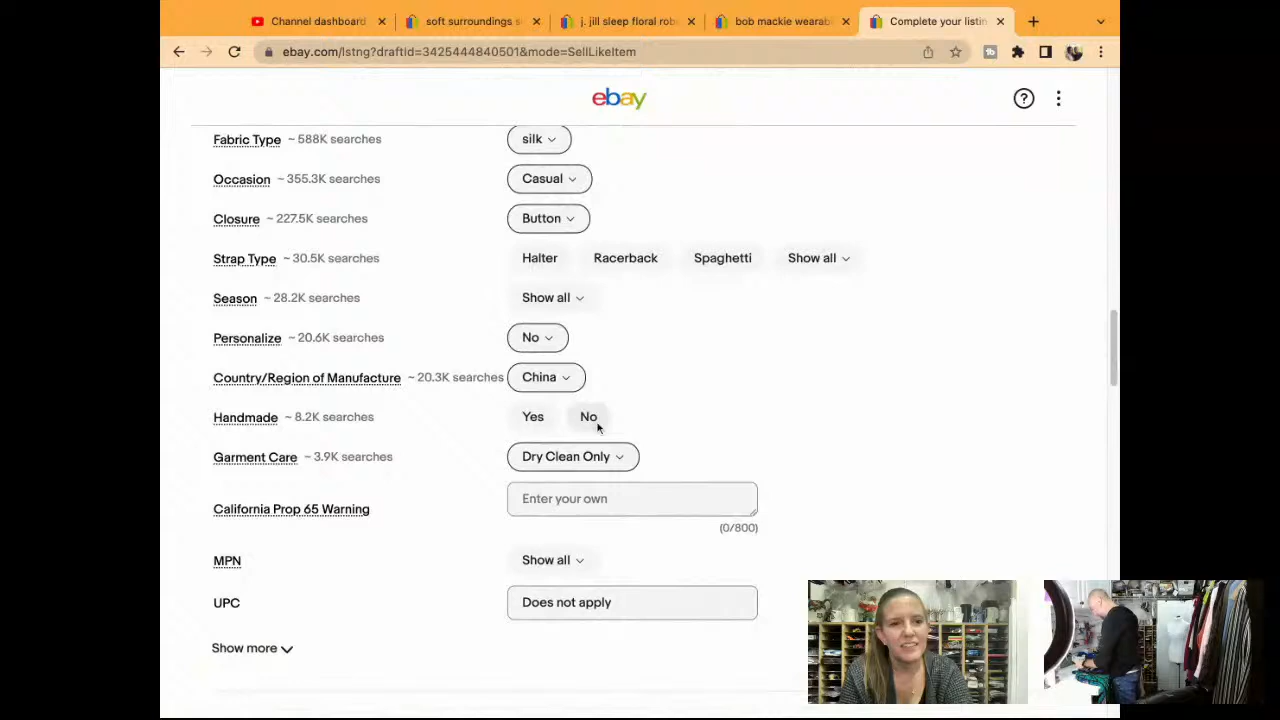 Channel dashboard
soft surroundings s
j. jill sleep floral rob
bob mackie wearabl
Complete your listin
ebay.com/lstng?draftid=3425444840501&mode=SellLikeItem
ebay
Fabric Type ~ 588K searches silk
Occasion ~ 355.3K searches Casual
Closure ~ 227.5K searches Button
Strap Type ~ 30.5K searches Halter Racerback Spaghetti Show all
Season ~ 28.2K searches Show all
Personalize ~ 20.6K searches No
Country/Region of Manufacture ~ 20.3K searches China
Handmade ~ 8.2K searches Yes No
Garment Care ~ 3.9K searches Dry Clean Only
California Prop 65 Warning Enter your own
(0/800)
MPN Show all
UPC Does not apply
Show more